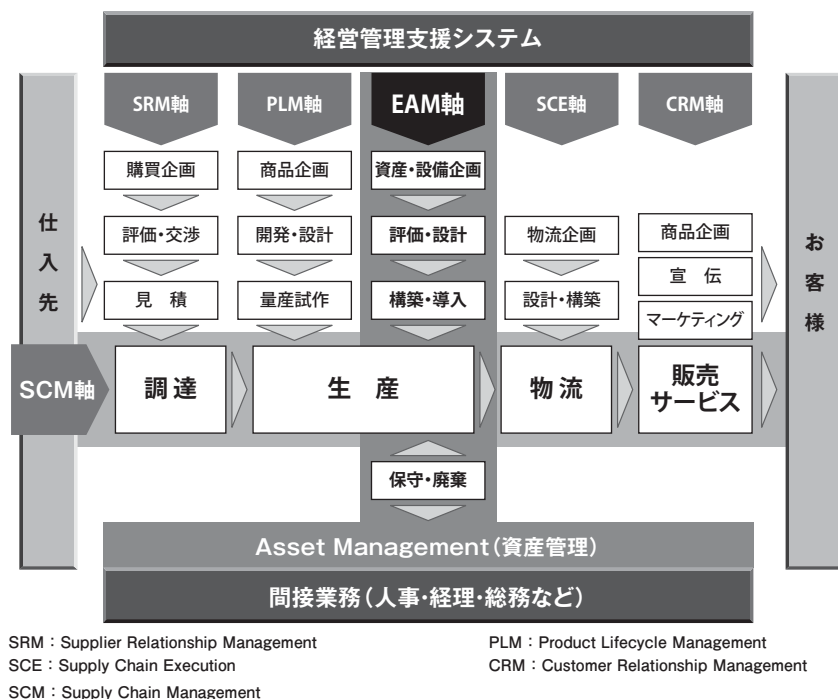 経営管理支援システム
SRM軸
PLM軸
EAM軸
SCE軸
CRM軸
購買企画
商品企画
資産・設備企画
評価・交渉
開発・設計
評価・設計
物流企画
商品企画
宣 伝
見 積
量産試作
構築・導入
設計・構築
マーケティング
仕入先
お客様
SCM軸
調達
生 産
物流
販売
サービス
保守・廃棄
Asset Management(資産管理)
間接業務(人事・経理・総務など)
SRM:Supplier Relationship Management
PLM:Product Lifecycle Management
SCE:Supply Chain Execution
CRM:Customer Relationship Management
SCM:Supply Chain Management